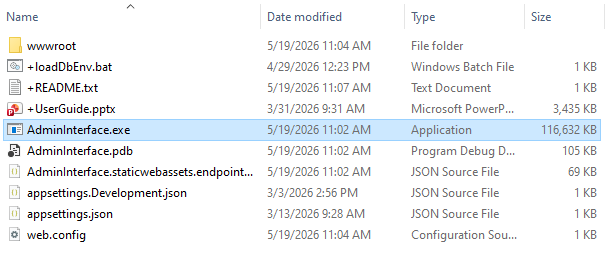 Name Date modified Type Size
wwwroot 5/19/2026 11:04 AM File folder
+loadDbEnv.bat 4/29/2026 12:23 PM Windows Batch File 1 KB
+README.txt 5/19/2026 11:07 AM Text Document 1 KB
+UserGuide.pptx 3/31/2026 9:31 AM Microsoft PowerP... 3,435 KB
AdminInterface.exe 5/19/2026 11:02 AM Application 116,632 KB
AdminInterface.pdb 5/19/2026 11:02 AM Program Debug D... 105 KB
AdminInterface.staticwebassets.endpoint... 5/19/2026 11:02 AM JSON Source File 69 KB
appsettings.Development.json 3/3/2026 2:56 PM JSON Source File 1 KB
appsettings.json 3/13/2026 9:28 AM JSON Source File 1 KB
web.config 5/19/2026 11:04 AM Configuration Sou... 1 KB